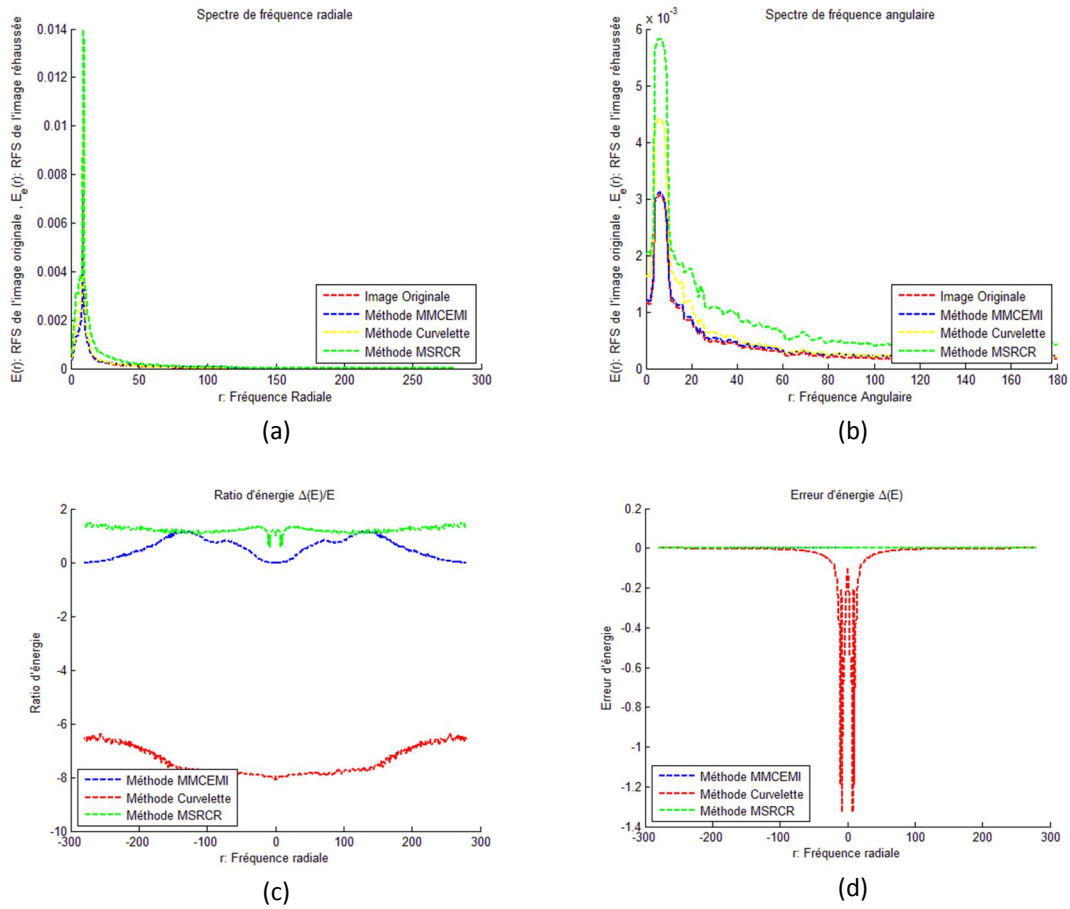 Spectre de fréquence radiale
E(r): RFS de l'image originale , E_e(r): RFS de l'image réhaussée
0.014
0.012
0.01
0.008
0.006
0.004
0.002
0
0
50
100
150
200
250
300
Image Originale
Méthode MMCEMI
Méthode Curvelette
Méthode MSRCR
r: Fréquence Radiale
(a)
Spectre de fréquence angulaire
x 10^-3
E(r): RFS de l'image originale , E_e(r): RFS de l'image réhaussée
6
5
4
3
2
1
0
0
20
40
60
80
100
120
140
160
180
Image Originale
Méthode MMCEMI
Méthode Curvelette
Méthode MSRCR
r: Fréquence Angulaire
(b)
Ratio d'énergie Δ(E)/E
Ratio d'énergie
2
0
-2
-4
-6
-8
-10
-300
-200
-100
0
100
200
300
Méthode MMCEMI
Méthode Curvelette
Méthode MSRCR
r: Fréquence radiale
(c)
Erreur d'énergie Δ(E)
Erreur d'énergie
0.2
0
-0.2
-0.4
-0.6
-0.8
-1
-1.2
-1.4
-300
-200
-100
0
100
200
300
Méthode MMCEMI
Méthode Curvelette
Méthode MSRCR
r: Fréquence radiale
(d)